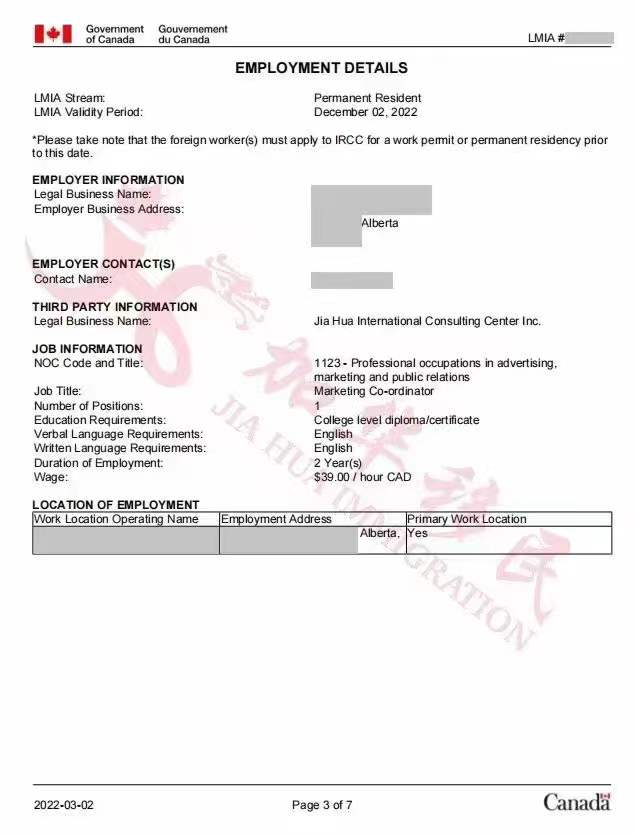 Government Gouvernement
of Canada du Canada
LMIA #
EMPLOYMENT DETAILS
LMIA Stream: Permanent Resident
LMIA Validity Period: December 02, 2022
*Please take note that the foreign worker(s) must apply to IRCC for a work permit or permanent residency prior
to this date.
EMPLOYER INFORMATION
Legal Business Name:
Employer Business Address:
Alberta
EMPLOYER CONTACT(S)
Contact Name:
THIRD PARTY INFORMATION
Legal Business Name: Jia Hua International Consulting Center Inc.
JOB INFORMATION
NOC Code and Title: 1123 - Professional occupations in advertising,
marketing and public relations
Job Title: Marketing Co-ordinator
Number of Positions: 1
Education Requirements: College level diploma/certificate
Verbal Language Requirements: English
Written Language Requirements: English
Duration of Employment: 2 Year(s)
Wage: $39.00 / hour CAD
LOCATION OF EMPLOYMENT
Work Location Operating Name Employment Address Primary Work Location
Alberta, Yes
加华移民
JIA HUA IMMIGRATION
2022-03-02 Page 3 of 7 Canada